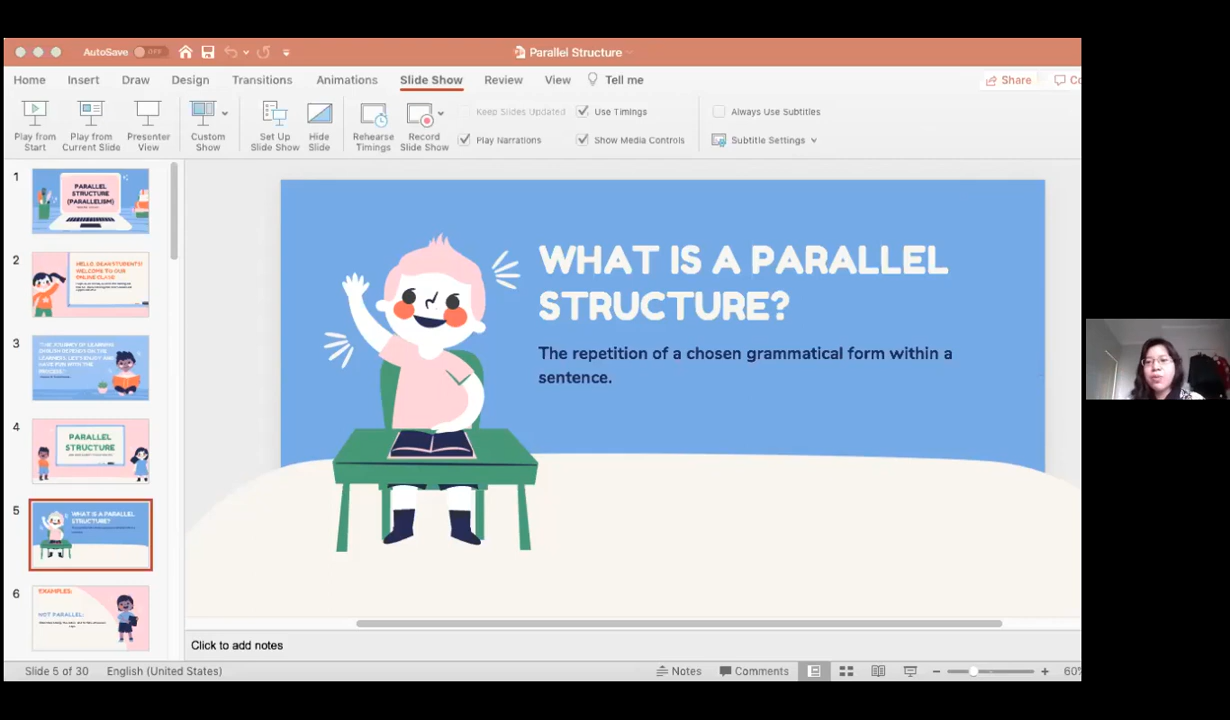 AutoSave OFF
Parallel Structure
Home Insert Draw Design Transitions Animations Slide Show Review View Tell me
Share
Play from Start
Play from Current Slide
Presenter View
Custom Show
Set Up Slide Show
Hide Slide
Rehearse Timings
Record Slide Show
Keep Slides Updated
Play Narrations
Use Timings
Show Media Controls
Always Use Subtitles
Subtitle Settings
1
PARALLEL
STRUCTURE
(PARALLELISM)
2
HELLO, DEAR STUDENTS!
WELCOME TO OUR
ONLINE CLASS
3
4
PARALLEL
STRUCTURE
5
WHAT IS A PARALLEL
STRUCTURE?
6
EXAMPLES:
NOT PARALLEL:
WHAT IS A PARALLEL
STRUCTURE?
The repetition of a chosen grammatical form within a
sentence.
Click to add notes
Slide 5 of 30 English (United States)
Notes Comments
60%